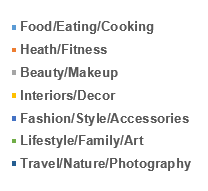 Food/Eating/Cooking
Heath/Fitness
Beauty/Makeup
Interiors/Decor
Fashion/Style/Accessories
Lifestyle/Family/Art
Travel/Nature/Photography